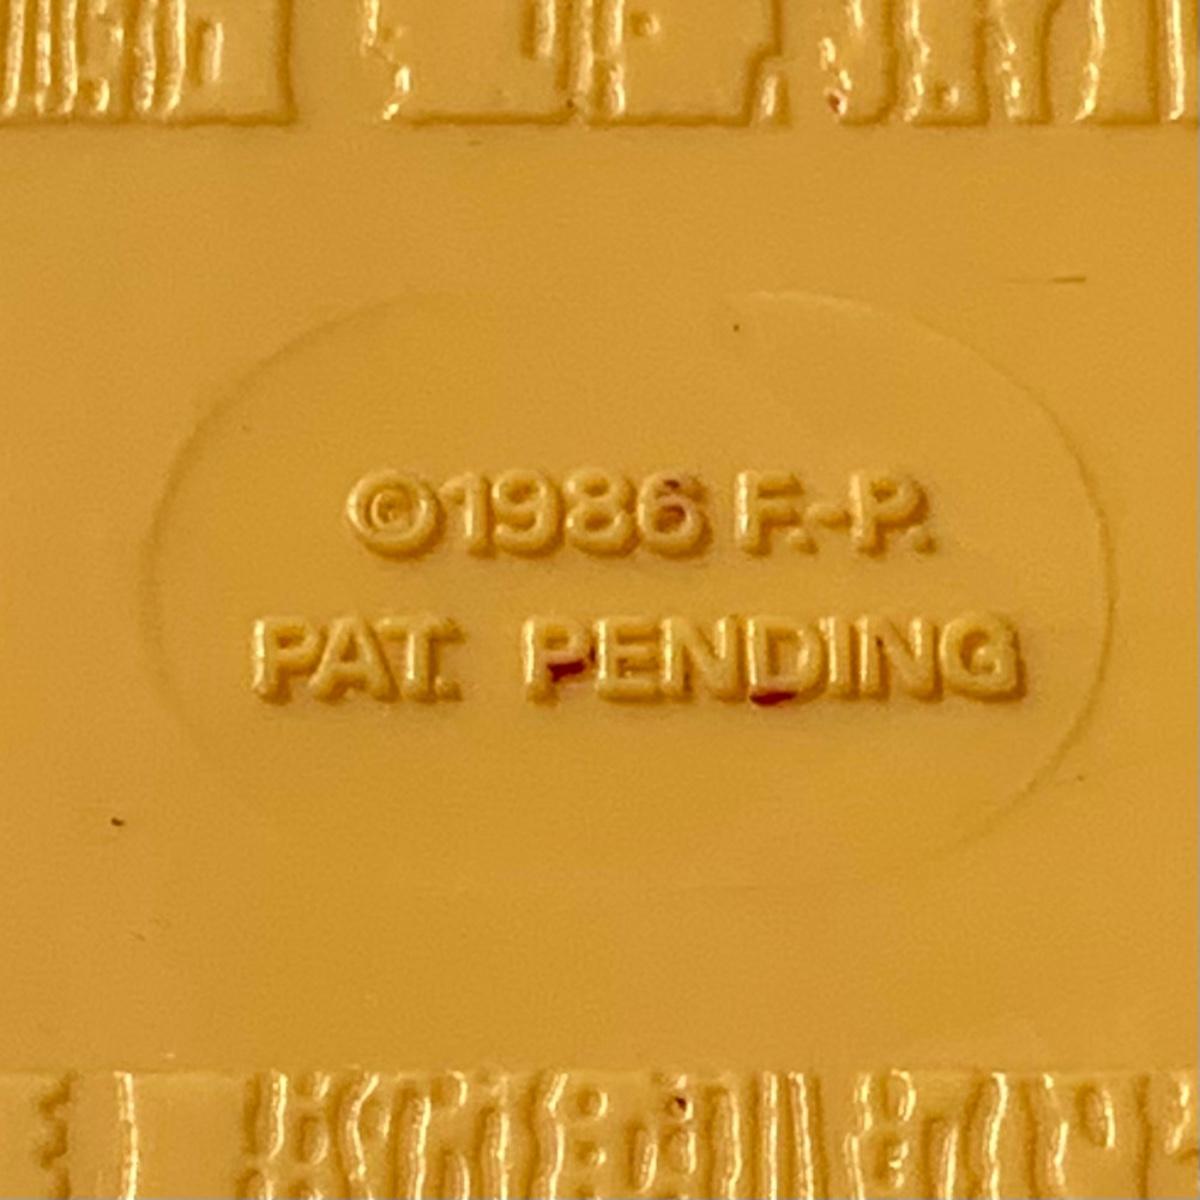 ©1986 F.-P.
PAT. PENDING